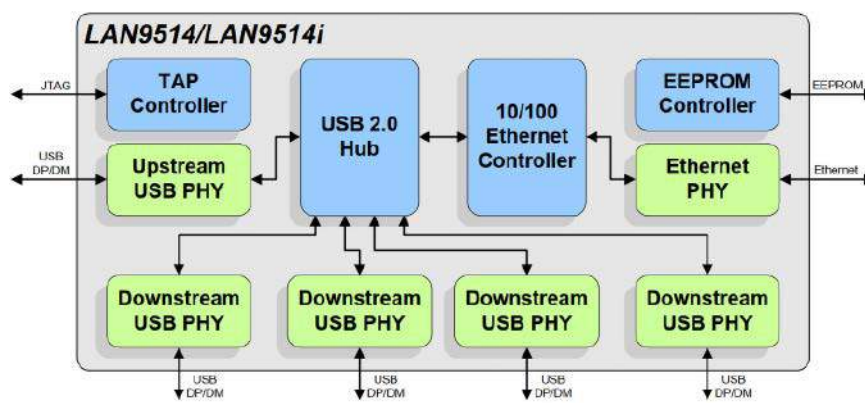 LAN9514/LAN9514i
JTAG
TAP
Controller
USB 2.0
Hub
10/100
Ethernet
Controller
EEPROM
Controller
EEPROM
USB
DP/DM
Upstream
USB PHY
Ethernet
PHY
Ethernet
Downstream
USB PHY
Downstream
USB PHY
Downstream
USB PHY
Downstream
USB PHY
USB
DP/DM
USB
DP/DM
USB
DP/DM
USB
DP/DM